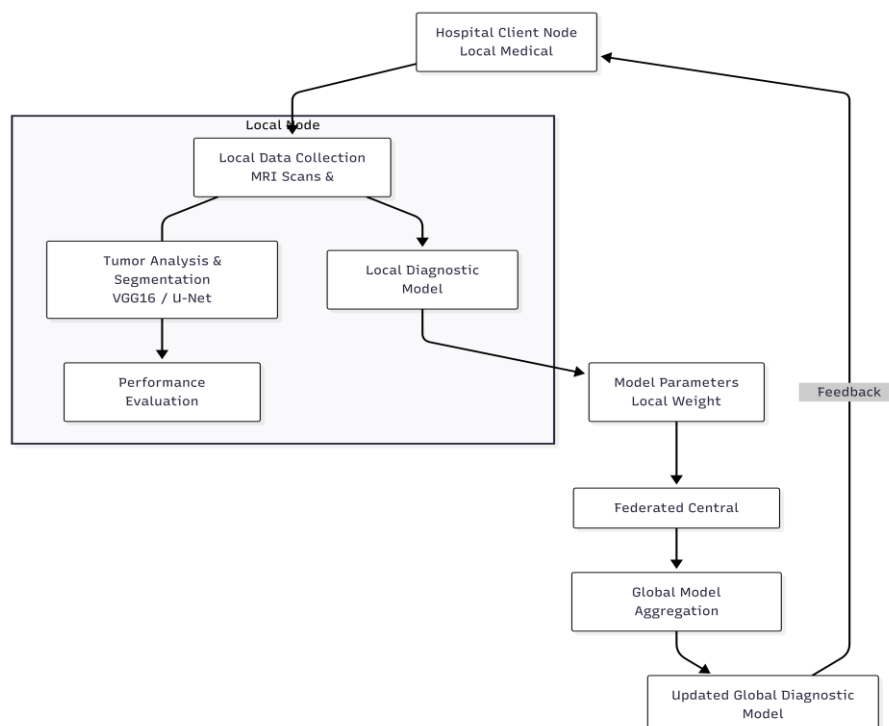 Hospital Client Node
Local Medical
Local Node
Local Data Collection
MRI Scans &
Tumor Analysis &
Segmentation
VGG16 / U-Net
Local Diagnostic
Model
Performance
Evaluation
Model Parameters
Local Weight
Feedback
Federated Central
Global Model
Aggregation
Updated Global Diagnostic
Model